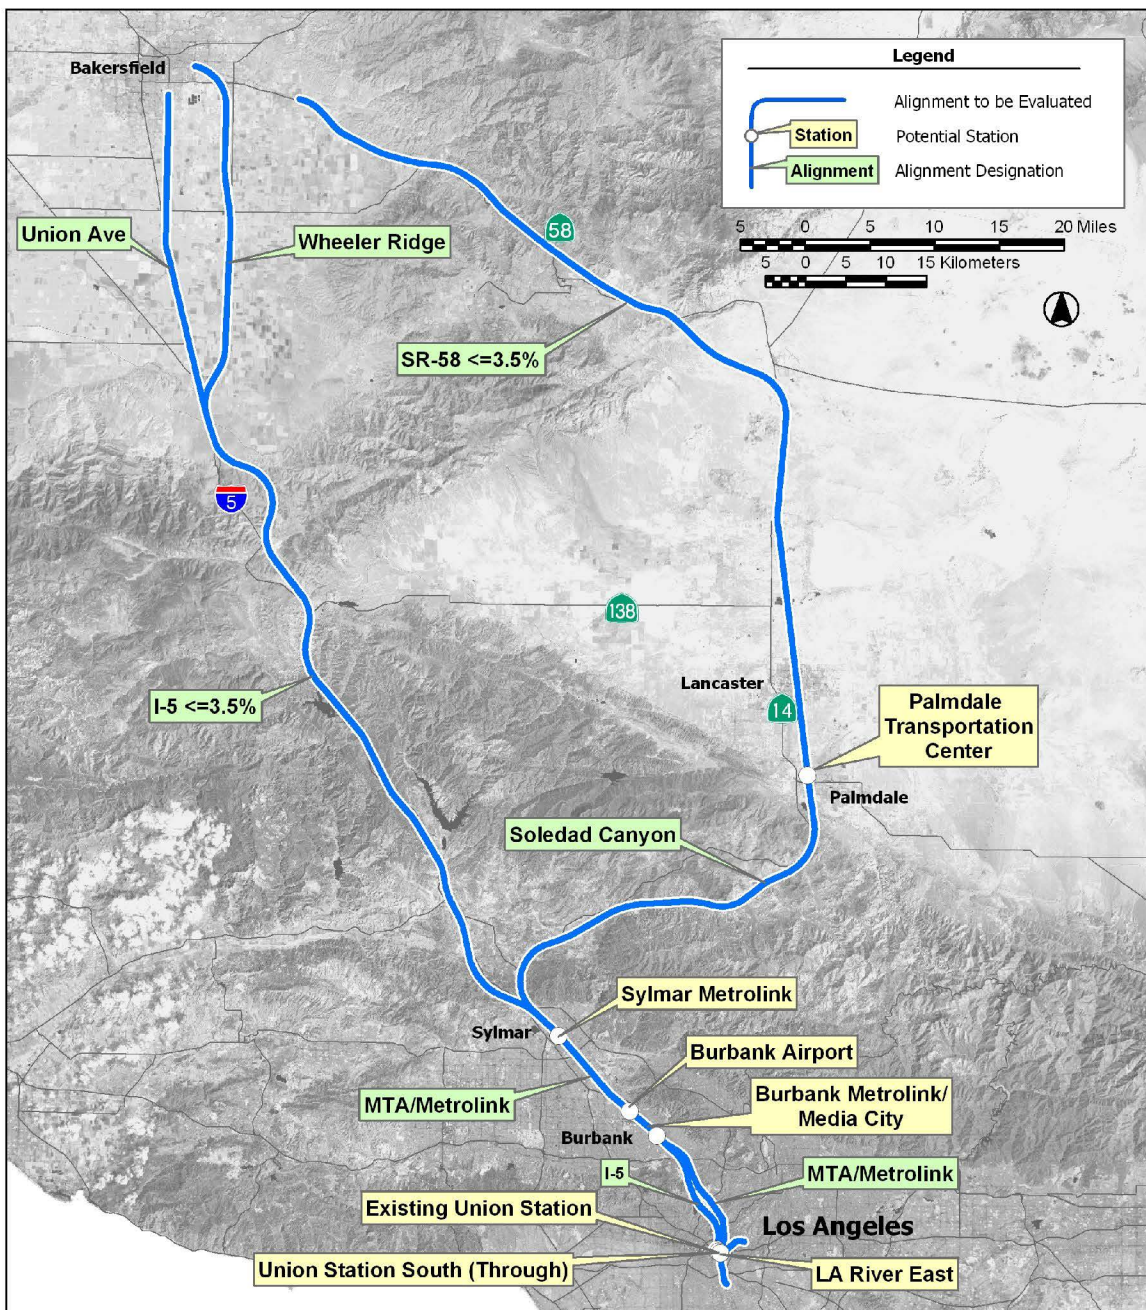 Legend
Alignment to be Evaluated
Station
Potential Station
Alignment
Alignment Designation
5 0 5 10 15 20 Miles
5 0 5 10 15 Kilometers
Bakersfield
Union Ave
Wheeler Ridge
58
SR-58 <=3.5%
5
138
I-5 <=3.5%
Lancaster
14
Palmdale
Transportation
Center
Palmdale
Soledad Canyon
Sylmar Metrolink
Sylmar
Burbank Airport
MTA/Metrolink
Burbank Metrolink/
Media City
Burbank
I-5
MTA/Metrolink
Existing Union Station
Los Angeles
Union Station South (Through)
LA River East